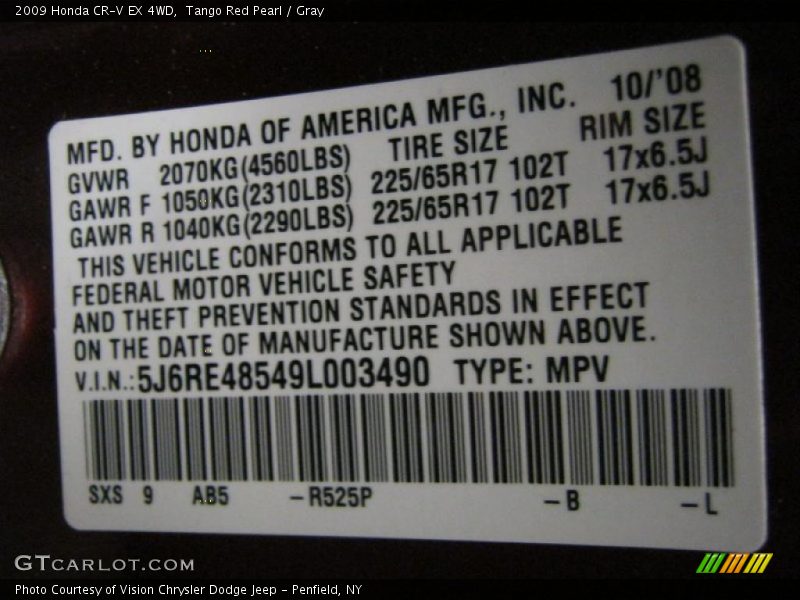 2009 Honda CR-V EX 4WD, Tango Red Pearl / Gray
MFD. BY HONDA OF AMERICA MFG., INC. 10/'08
GVWR 2070KG(4560LBS) TIRE SIZE RIM SIZE
GAWR F 1050KG(2310LBS) 225/65R17 102T 17x6.5J
GAWR R 1040KG(2290LBS) 225/65R17 102T 17x6.5J
THIS VEHICLE CONFORMS TO ALL APPLICABLE
FEDERAL MOTOR VEHICLE SAFETY
AND THEFT PREVENTION STANDARDS IN EFFECT
ON THE DATE OF MANUFACTURE SHOWN ABOVE.
V.I.N.:5J6RE48549L003490 TYPE: MPV
SXS 9 AB5 -R525P -B -L
GTCARLOT.COM
Photo Courtesy of Vision Chrysler Dodge Jeep - Penfield, NY